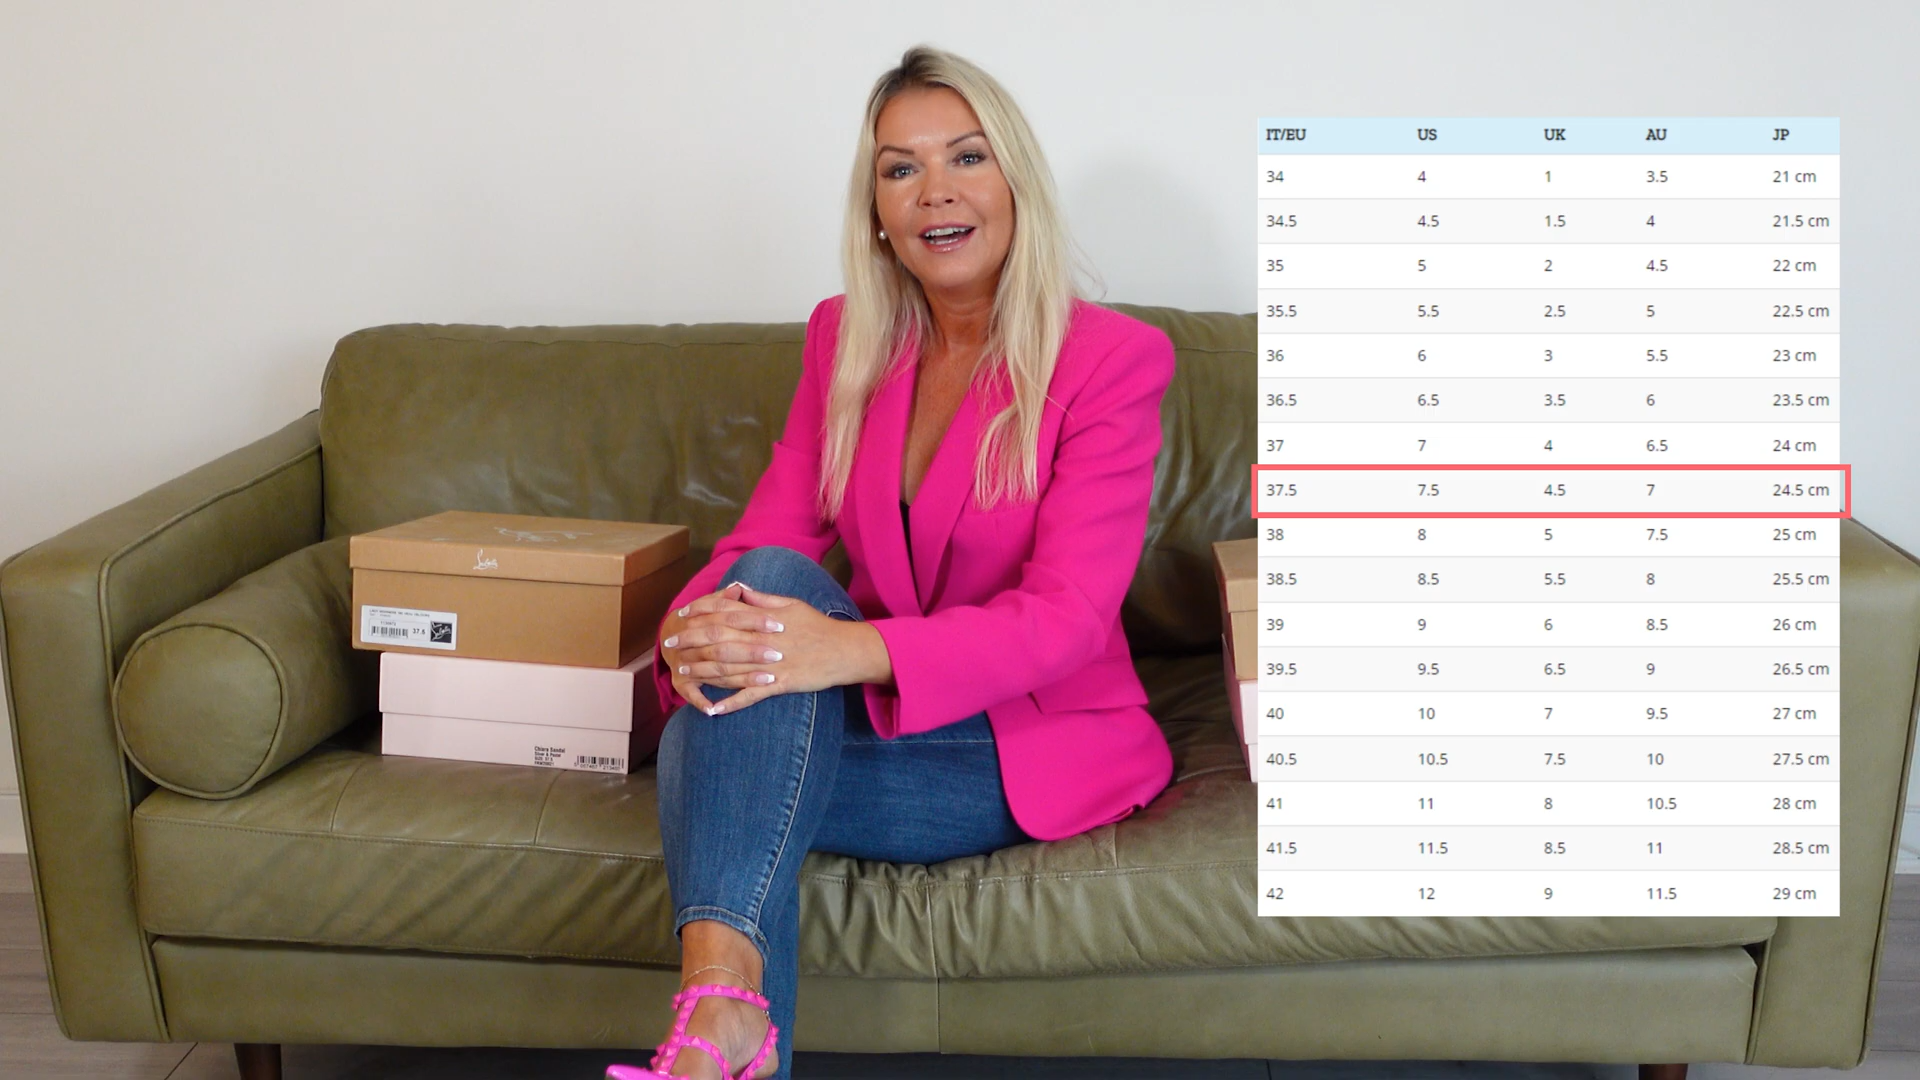 IT/EU US UK AU JP
34 4 1 3.5 21 cm
34.5 4.5 1.5 4 21.5 cm
35 5 2 4.5 22 cm
35.5 5.5 2.5 5 22.5 cm
36 6 3 5.5 23 cm
36.5 6.5 3.5 6 23.5 cm
37 7 4 6.5 24 cm
37.5 7.5 4.5 7 24.5 cm
38 8 5 7.5 25 cm
38.5 8.5 5.5 8 25.5 cm
39 9 6 8.5 26 cm
39.5 9.5 6.5 9 26.5 cm
40 10 7 9.5 27 cm
40.5 10.5 7.5 10 27.5 cm
41 11 8 10.5 28 cm
41.5 11.5 8.5 11 28.5 cm
42 12 9 11.5 29 cm
37.5
Chiara Sandal
SIZE: 37.5